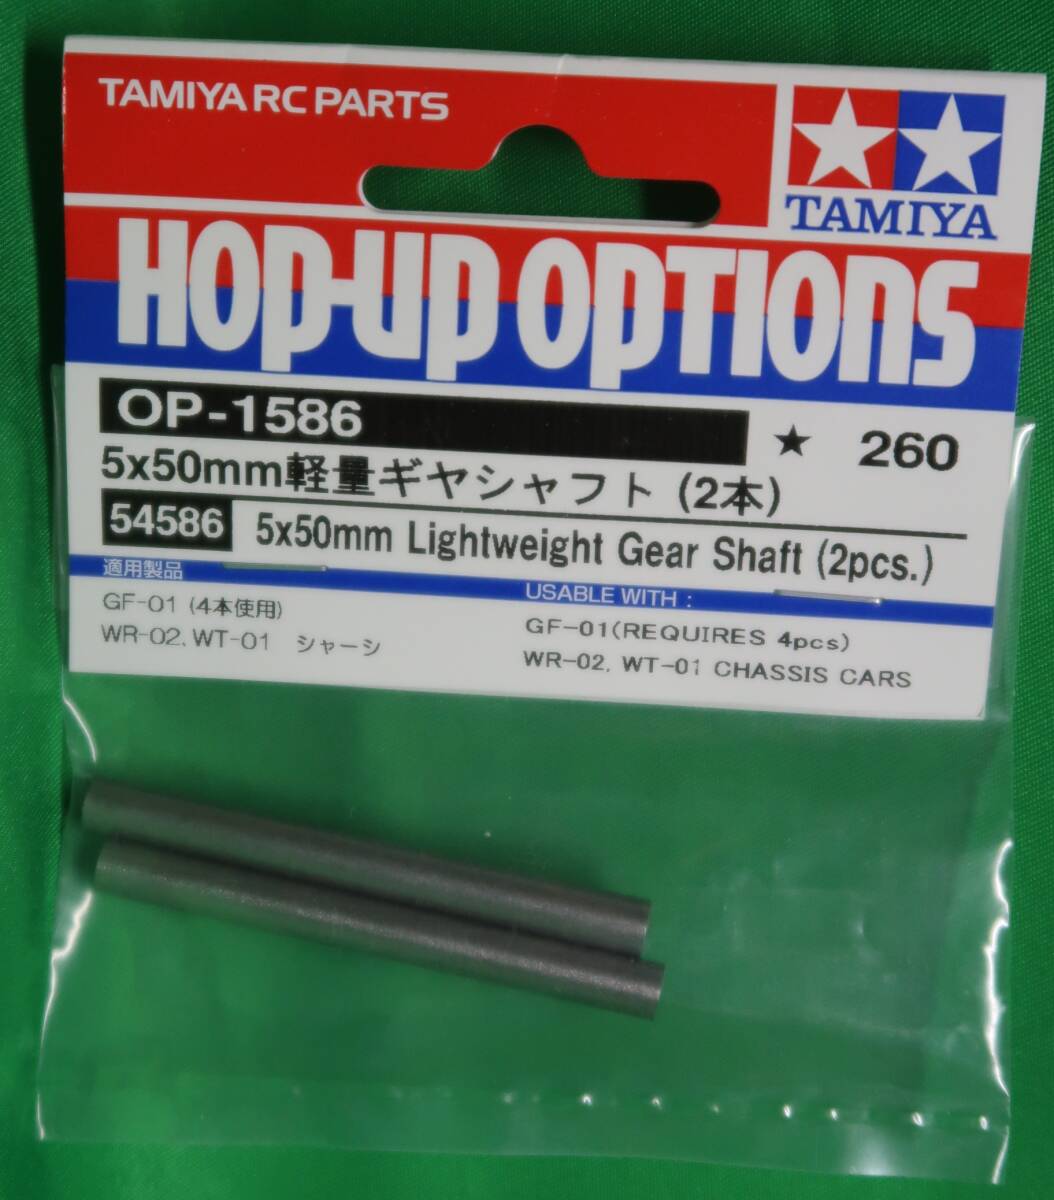 TAMIYA RC PARTS
TAMIYA
HOP-UP OPTIONS
OP-1586
★ 260
5x50mm軽量ギヤシャフト (2本)
54586 5x50mm Lightweight Gear Shaft (2pcs.)
適用製品
GF-01 (4本使用)
WR-02, WT-01 シャーシ
USABLE WITH :
GF-01(REQUIRES 4pcs)
WR-02, WT-01 CHASSIS CARS